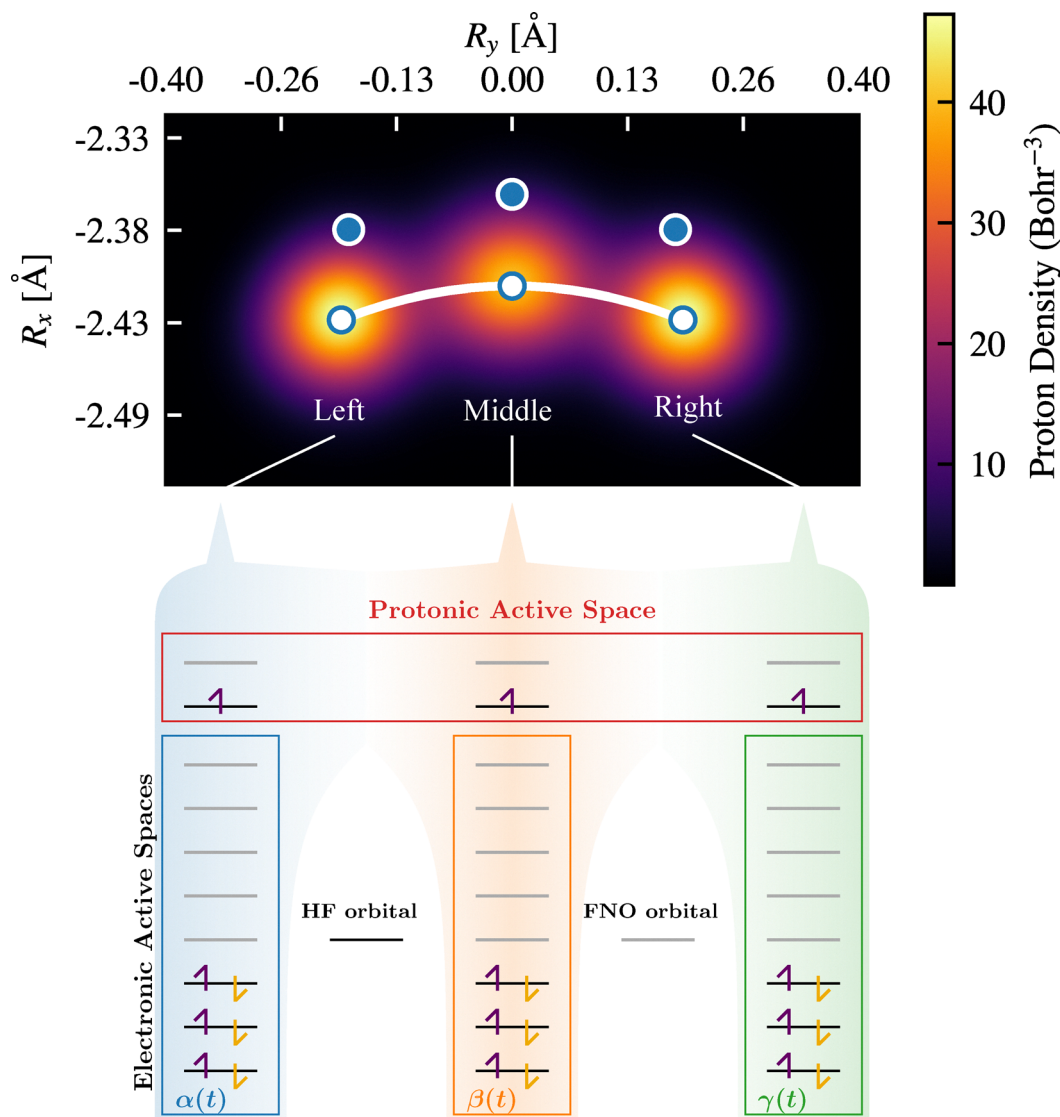 R_y [Å]
-0.40 -0.26 -0.13 0.00 0.13 0.26 0.40
-2.33
-2.38
-2.43
-2.49
R_x [Å]
Left Middle Right
40
30
20
10
Proton Density (Bohr⁻³)
Protonic Active Space
Electronic Active Spaces
HF orbital
FNO orbital
α(t) β(t) γ(t)